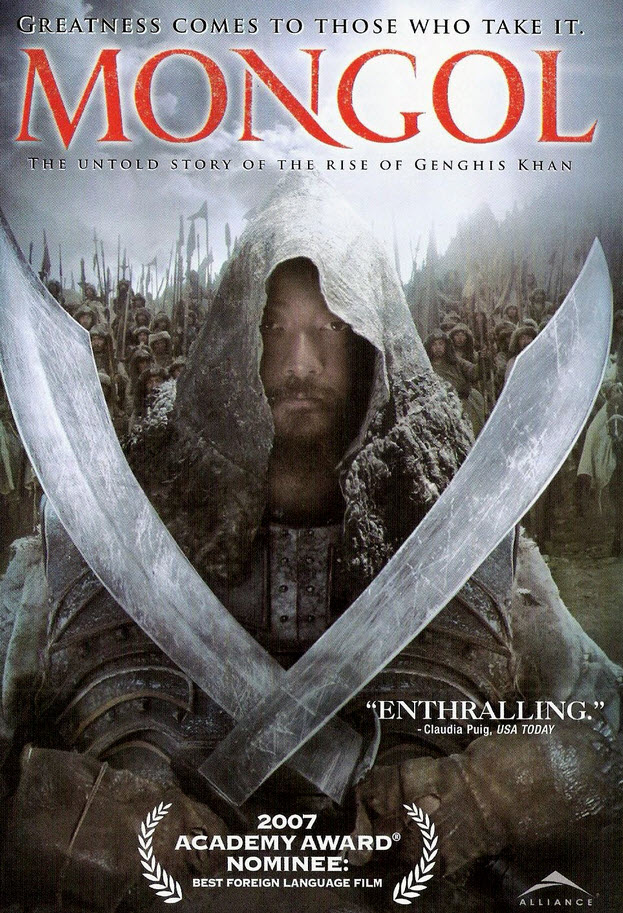 GREATNESS COMES TO THOSE WHO TAKE IT.
MONGOL
THE UNTOLD STORY OF THE RISE OF GENGHIS KHAN
“ENTHRALLING.”
- Claudia Puig, USA TODAY
2007
ACADEMY AWARD®
NOMINEE:
BEST FOREIGN LANGUAGE FILM
ALLIANCE